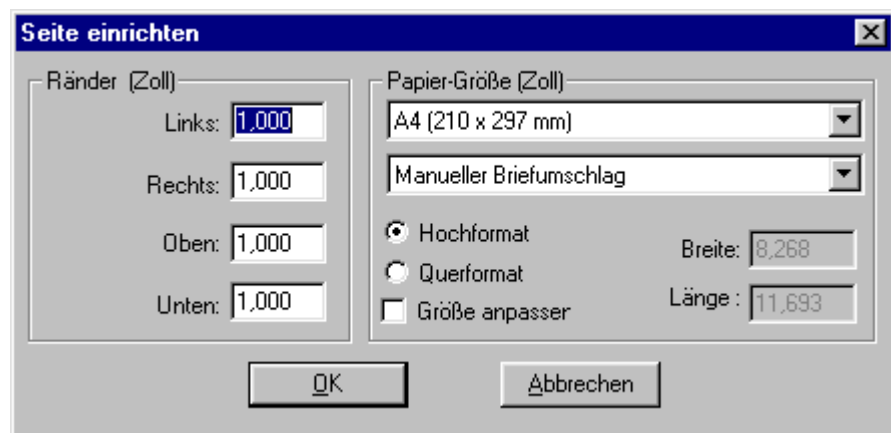 Seite einrichten
Ränder (Zoll)
Links: 1,000
Rechts: 1,000
Oben: 1,000
Unten: 1,000
Papier-Größe (Zoll)
A4 (210 x 297 mm)
Manueller Briefumschlag
Hochformat
Querformat
Größe anpasser
Breite: 8,268
Länge : 11,693
OK
Abbrechen